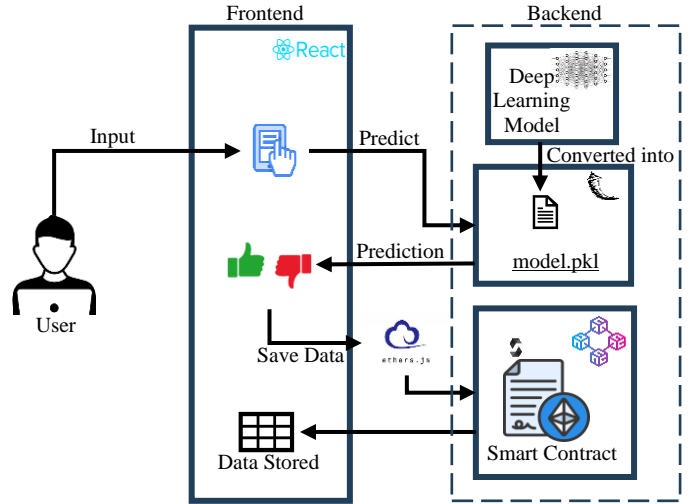 Frontend
Backend
React
Deep
Learning
Model
Input
Predict
Converted into
model.pkl
Prediction
User
Save Data
ethers.js
Data Stored
Smart Contract